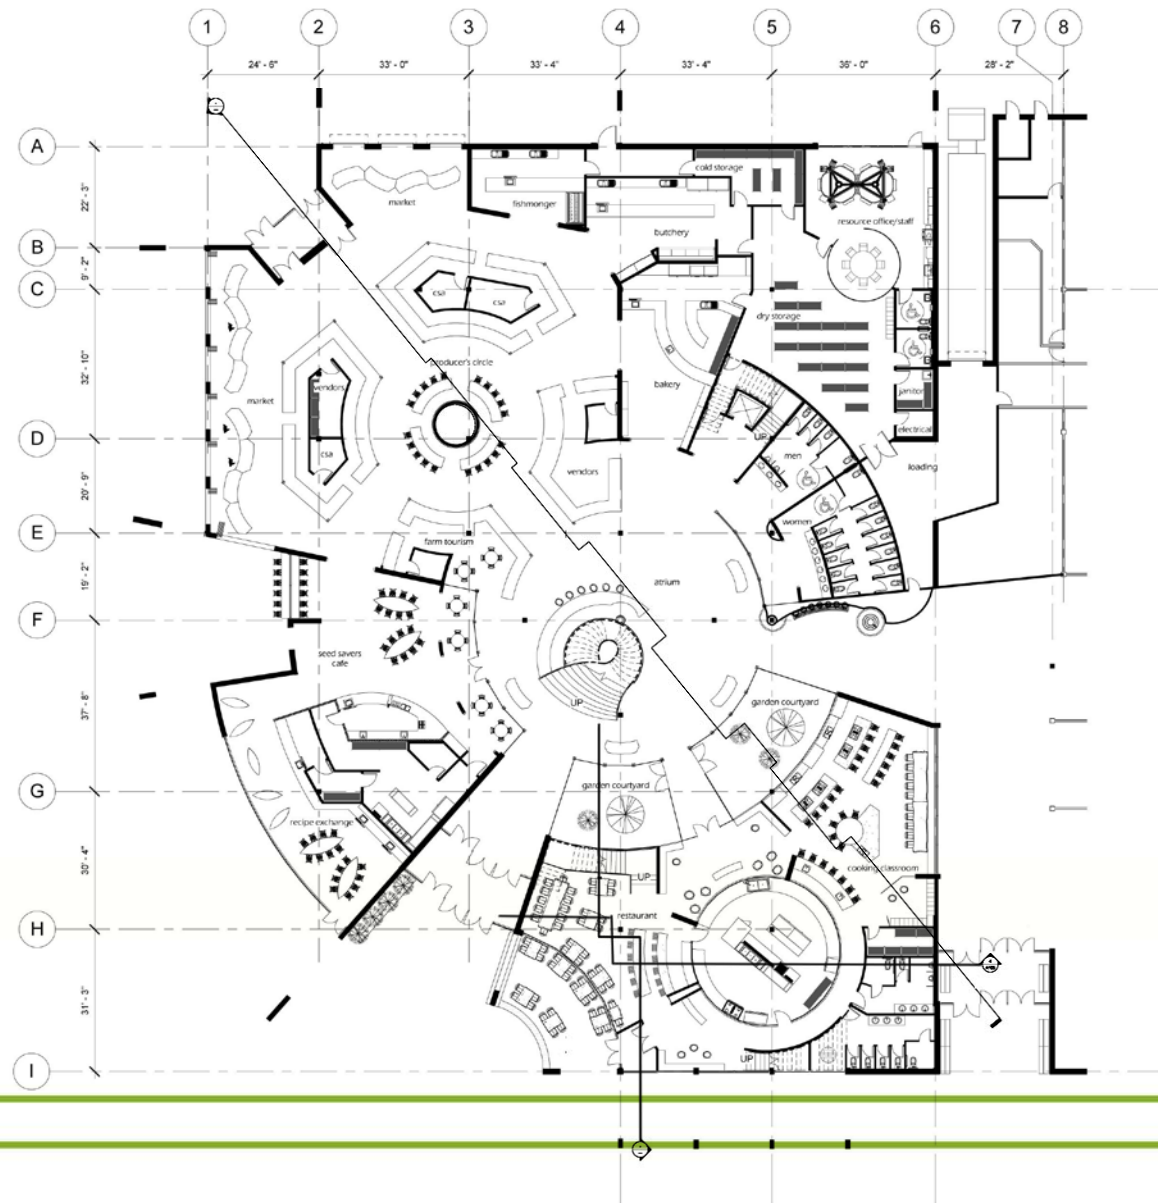 1 2 3 4 5 6 7 8
24' - 6" 33' - 0" 33' - 4" 33' - 4" 36' - 0" 28' - 2"
A
22' - 3"
B
9' - 2"
C
32' - 10"
D
20' - 9"
E
19' - 2"
F
37' - 8"
G
30' - 4"
H
31' - 3"
I
market
fishmonger
cold storage
butchery
resource office/staff
csa
csa
dry storage
producer's circle
bakery
vendors
market
janitor
electrical
csa
UP
men
vendors
loading
women
farm tourism
atrium
seed savers
cafe
UP
garden courtyard
garden courtyard
recipe exchange
cooking classroom
UP
restaurant
UP